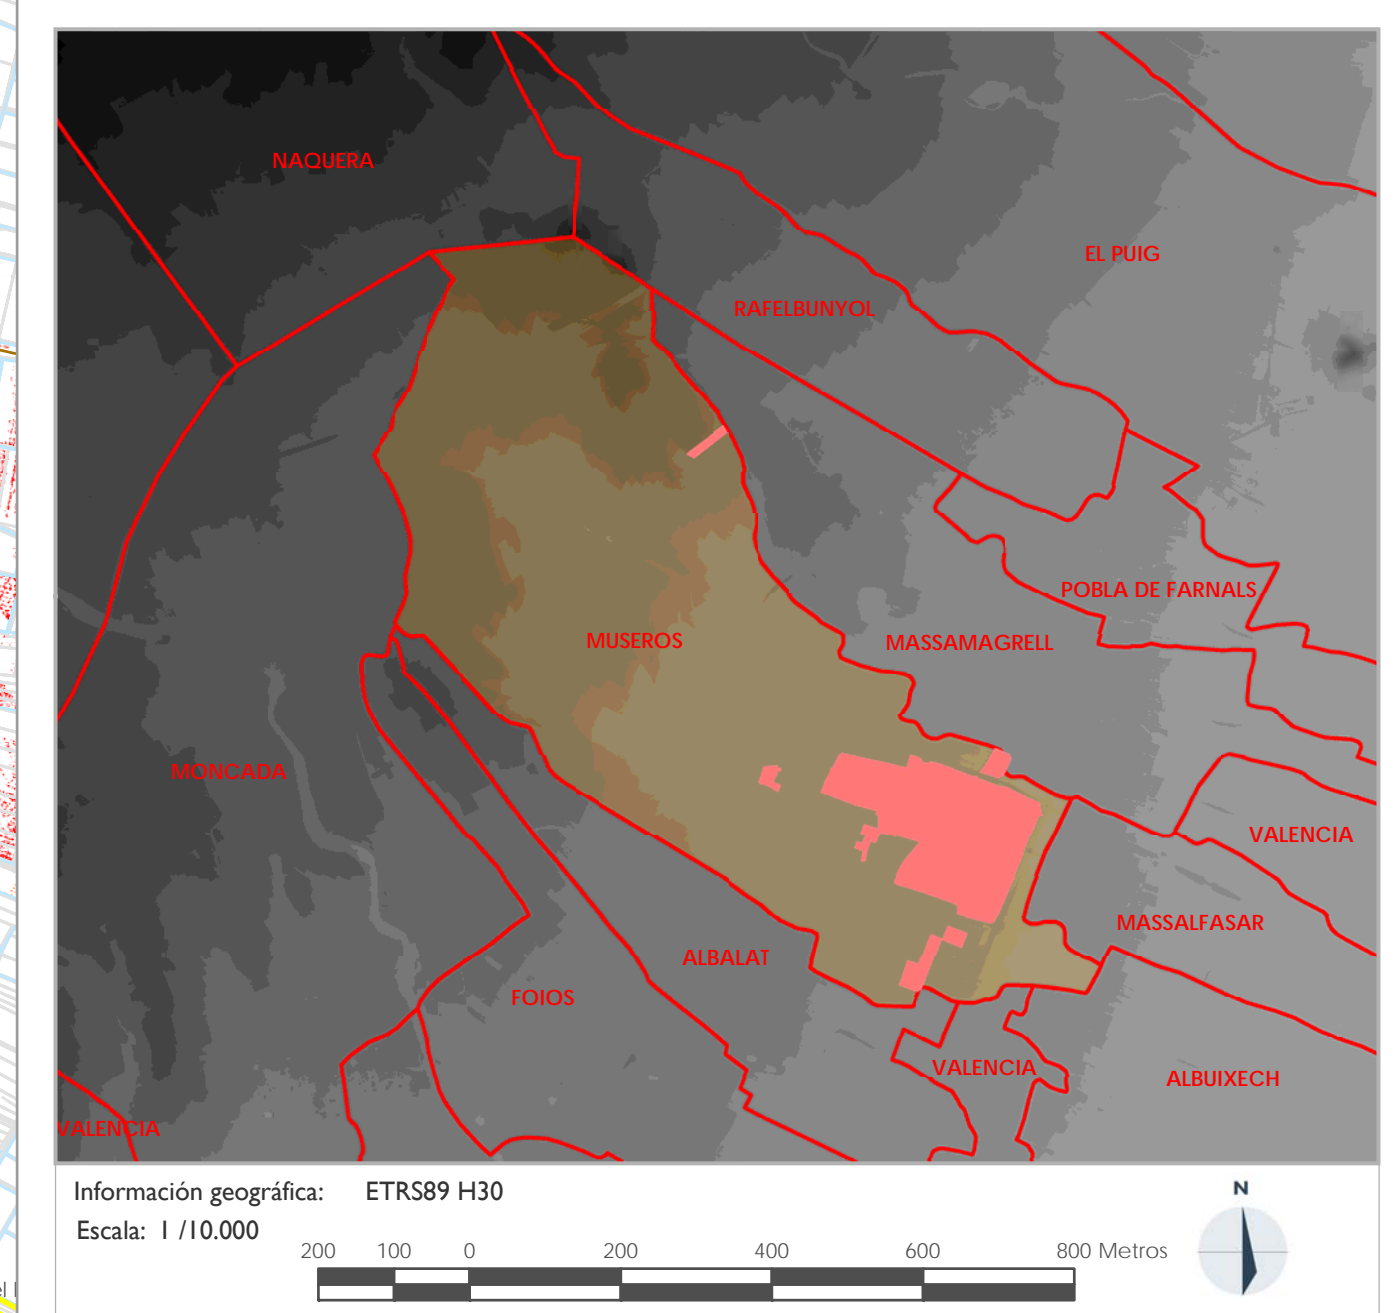 NAQUERA
EL PUIG
RAFELBUNYOL
POBLA DE FARNALS
MUSEROS
MASSAMAGRELL
MONCADA
VALENCIA
MASSALFASAR
ALBALAT
FOIOS
VALENCIA
ALBUIXECH
VALENCIA
Información geográfica: ETRS89 H30
N
Escala: 1 /10.000
200 100 0 200 400 600 800 Metros